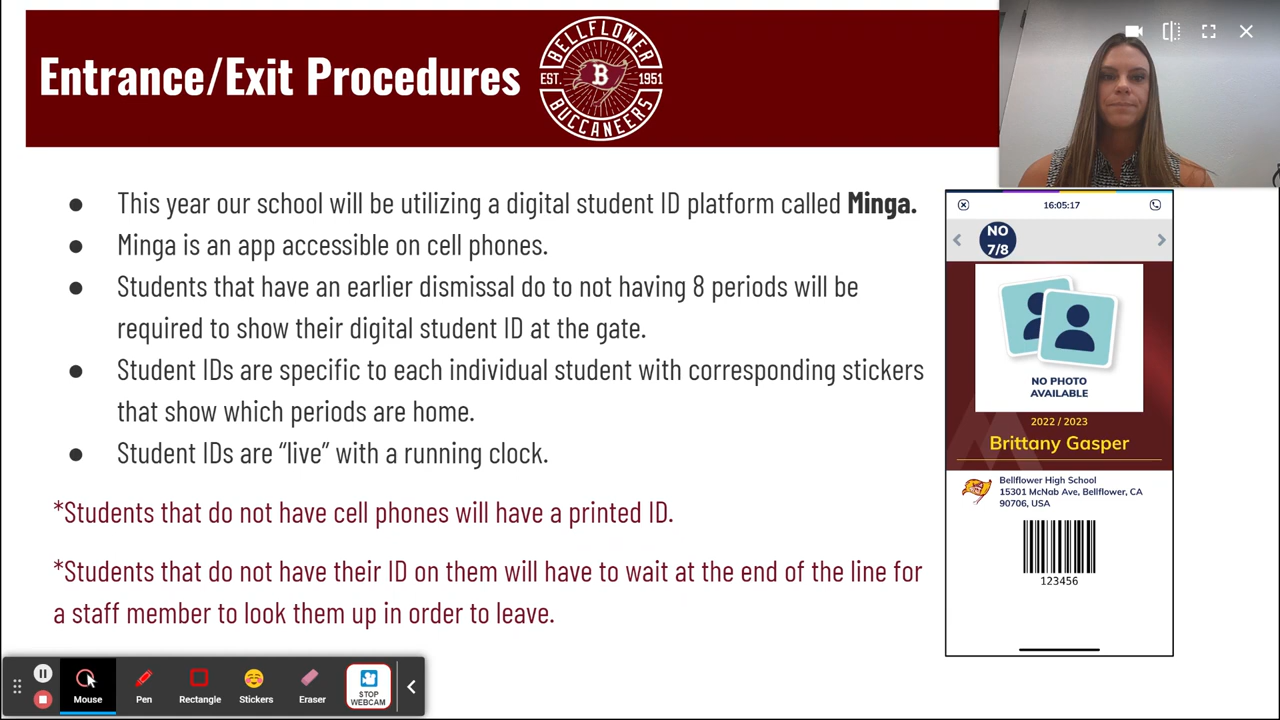 Entrance/Exit Procedures
BELLFLOWER
EST. B 1951
BUCCANEERS
● This year our school will be utilizing a digital student ID platform called Minga.
● Minga is an app accessible on cell phones.
● Students that have an earlier dismissal do to not having 8 periods will be
required to show their digital student ID at the gate.
● Student IDs are specific to each individual student with corresponding stickers
that show which periods are home.
● Student IDs are “live” with a running clock.
*Students that do not have cell phones will have a printed ID.
*Students that do not have their ID on them will have to wait at the end of the line for
a staff member to look them up in order to leave.
16:05:17
NO
7/8
NO PHOTO
AVAILABLE
2022 / 2023
Brittany Gasper
Bellflower High School
15301 McNab Ave, Bellflower, CA
90706, USA
123456
Mouse
Pen
Rectangle
Stickers
Eraser
STOP
WEBCAM